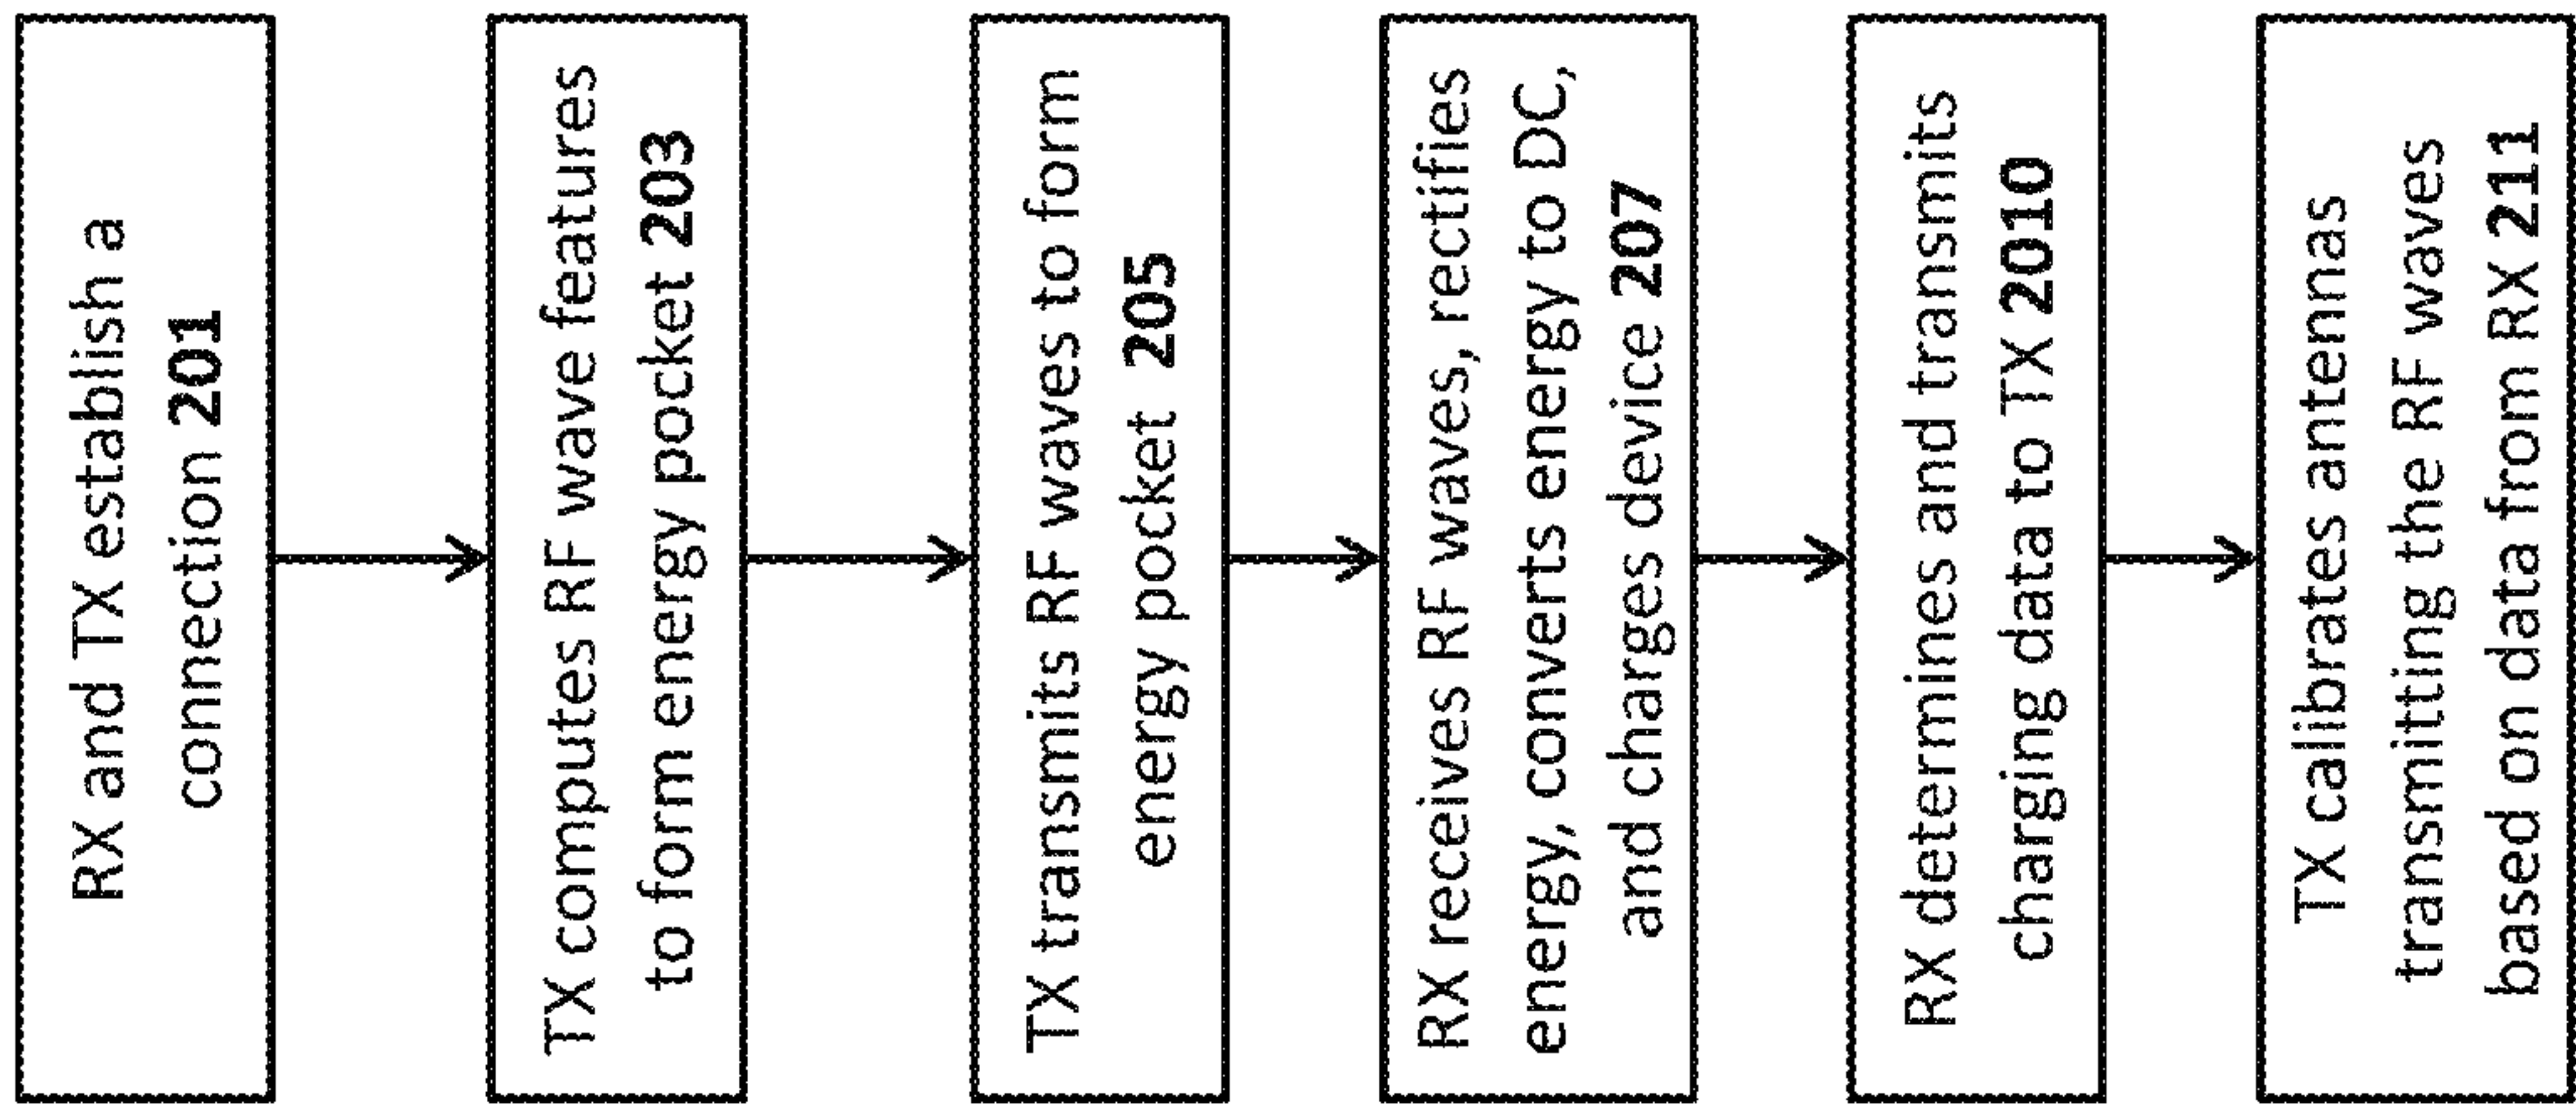 RX and TX establish a
connection 201
TX computes RF wave features
to form energy pocket 203
TX transmits RF waves to form
energy pocket 205
RX receives RF waves, rectifies
energy, converts energy to DC,
and charges device 207
RX determines and transmits
charging data to TX 2010
TX calibrates antennas
transmitting the RF waves
based on data from RX 211